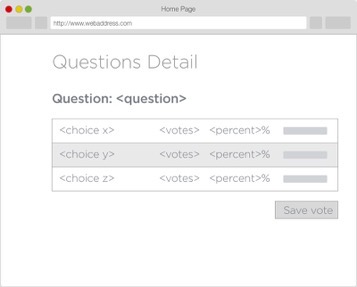 Home Page
http://www.webaddress.com
Questions Detail
Question: <question>
<choice x> <votes> <percent>%
<choice y> <votes> <percent>%
<choice z> <votes> <percent>%
Save vote